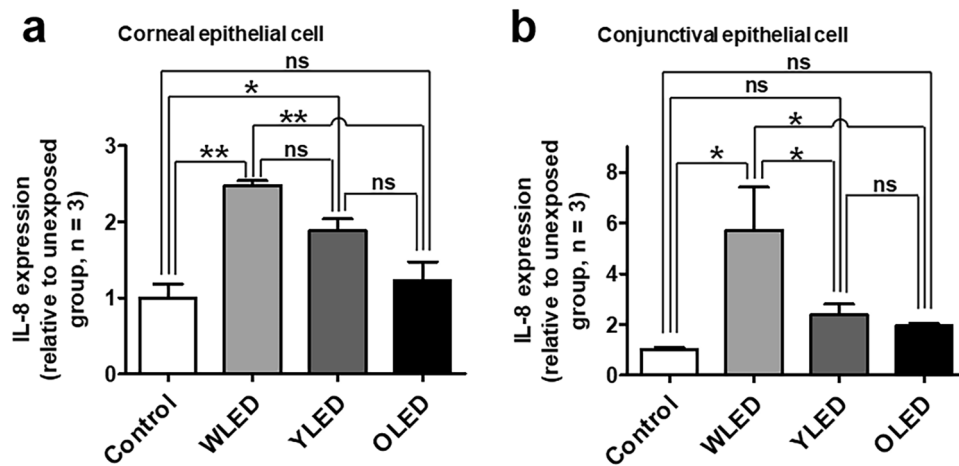 a
Corneal epithelial cell
ns
*
**
**
ns
ns
IL-8 expression
(relative to unexposed
group, n = 3)
3
2
1
0
Control
WLED
YLED
OLED
b
Conjunctival epithelial cell
ns
ns
*
*
*
ns
IL-8 expression
(relative to unexposed
group, n = 3)
8
6
4
2
0
Control
WLED
YLED
OLED